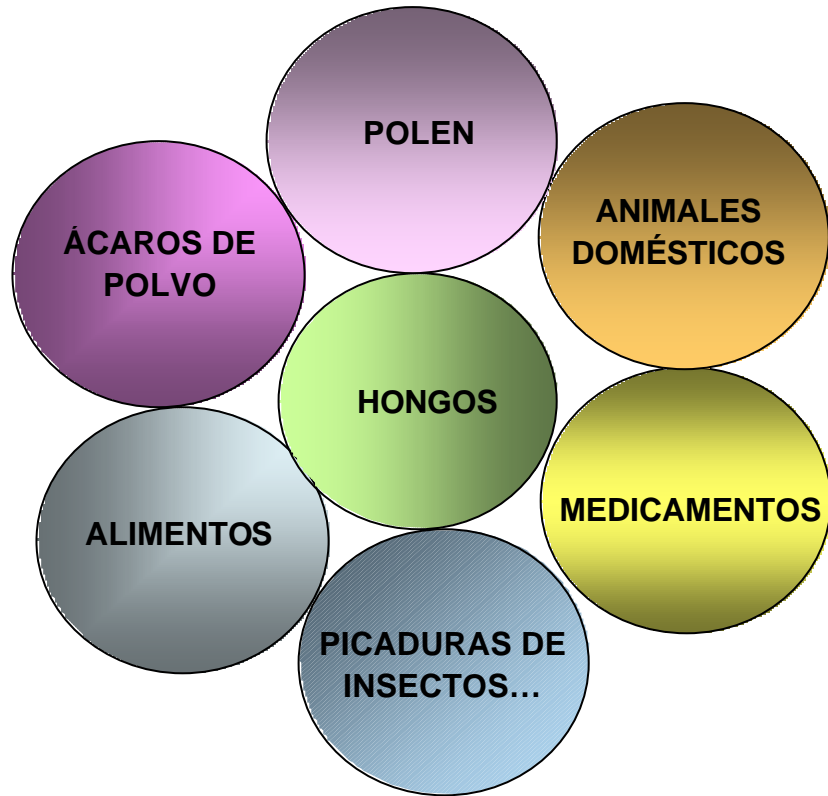 POLEN
ANIMALES
DOMÉSTICOS
ÁCAROS DE
POLVO
HONGOS
MEDICAMENTOS
ALIMENTOS
PICADURAS DE
INSECTOS…